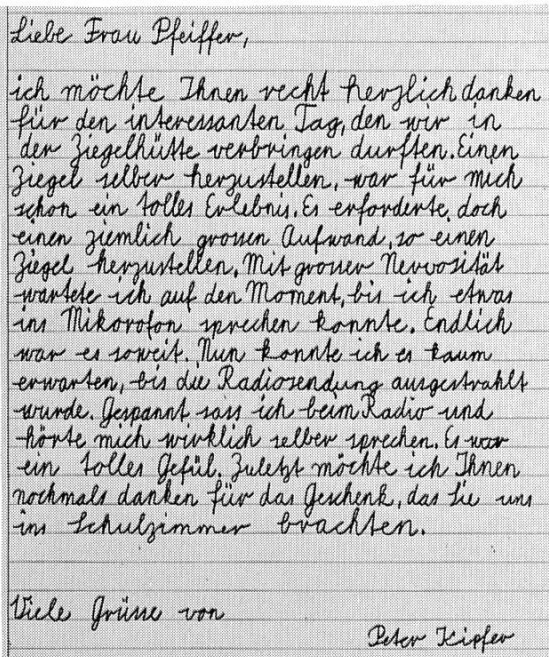 Liebe Frau Pfeiffer,
ich möchte Ihnen recht herzlich danken
für den interessanten Tag, den wir in
der Ziegelhütte verbringen durften. Einen
Ziegel selber herzustellen, war für mich
schon ein tolles Erlebnis. Es erforderte, doch
einen ziemlich grossen Aufwand, so einen
Ziegel herzustellen. Mit grosser Nervosität
wartete ich auf den Moment, bis ich etwas
ins Mikorofon sprechen konnte. Endlich
war es soweit. Nun konnte ich es kaum
erwarten, bis die Radiosendung ausgestrahlt
wurde. Gespannt sass ich beim Radio und
hörte mich wirklich selber sprechen. Es war
ein tolles Gefül. Zuletzt möchte ich Ihnen
nochmals danken für das Geschenk, das Sie uns
ins Schulzimmer brachten.
Viele Grüsse von
Peter Kipfer